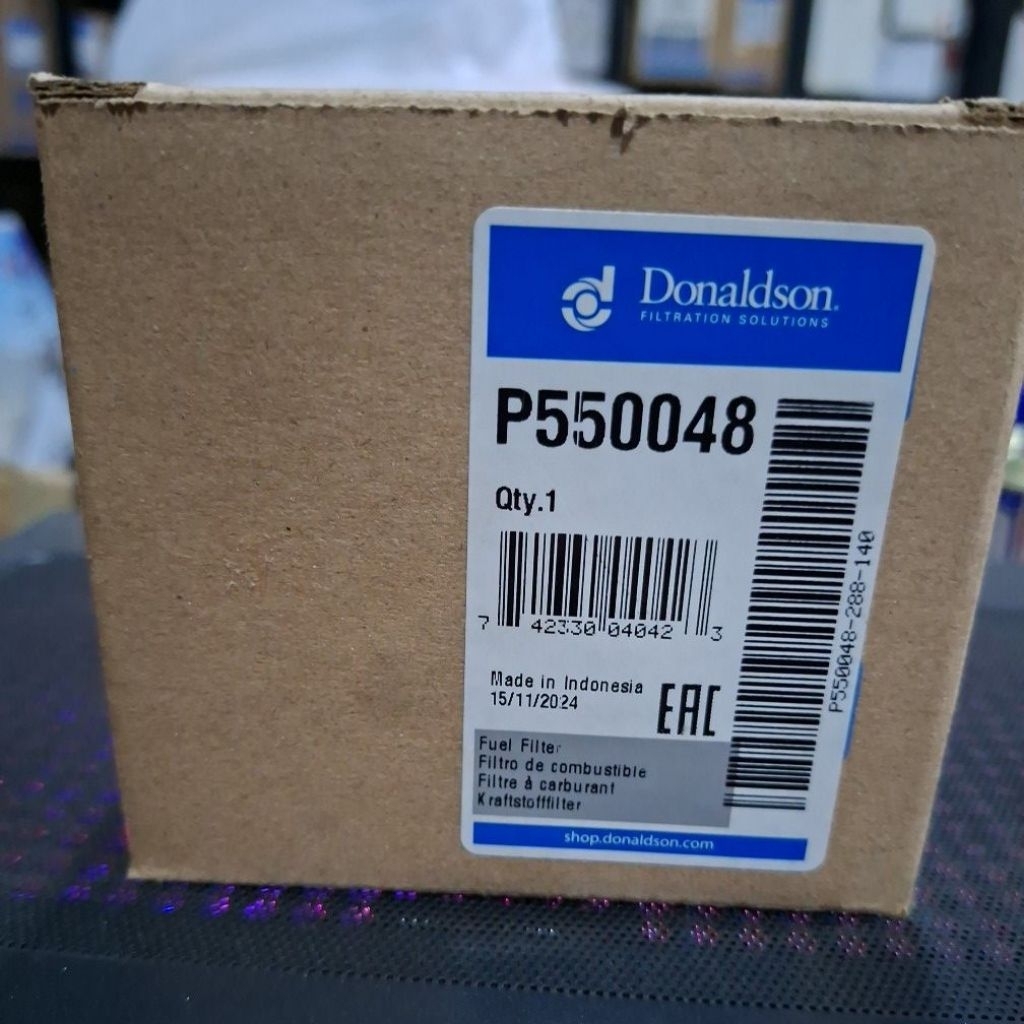 Donaldson.
FILTRATION SOLUTIONS
P550048
Qty.1
7 42330 04042 3
P550048-288-140
Made in Indonesia
15/11/2024
EAC
Fuel Filter
Filtro de combustible
Filtre à carburant
Kraftstofffilter
shop.donaldson.com